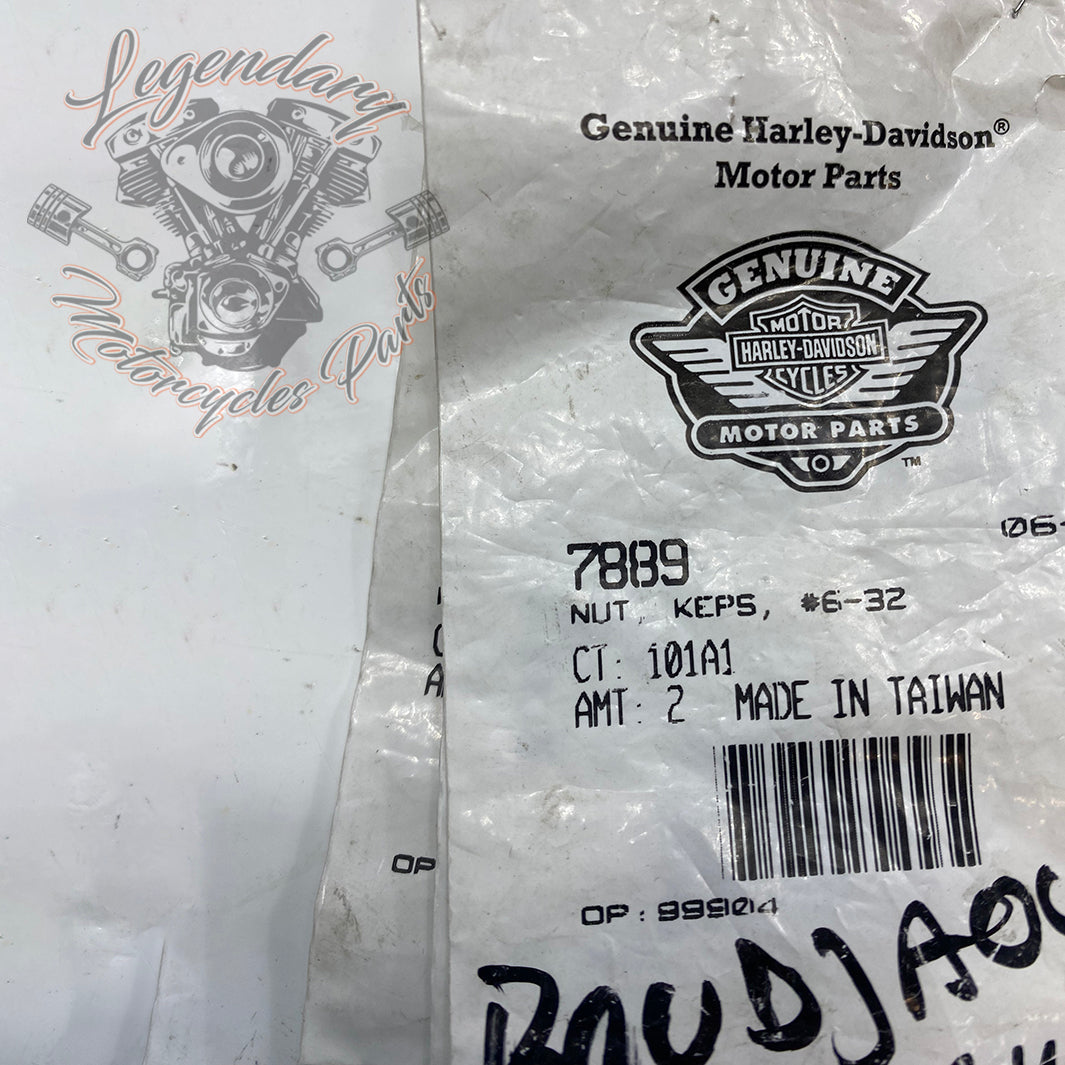 Legendary
Motorcycles Parts
Genuine Harley-Davidson®
Motor Parts
GENUINE
MOTOR
HARLEY-DAVIDSON
CYCLES
MOTOR PARTS
™
06-
7889
NUT, KEPS, #6-32
CT: 101A1
AMT: 2 MADE IN TAIWAN
OP
OP: 99904